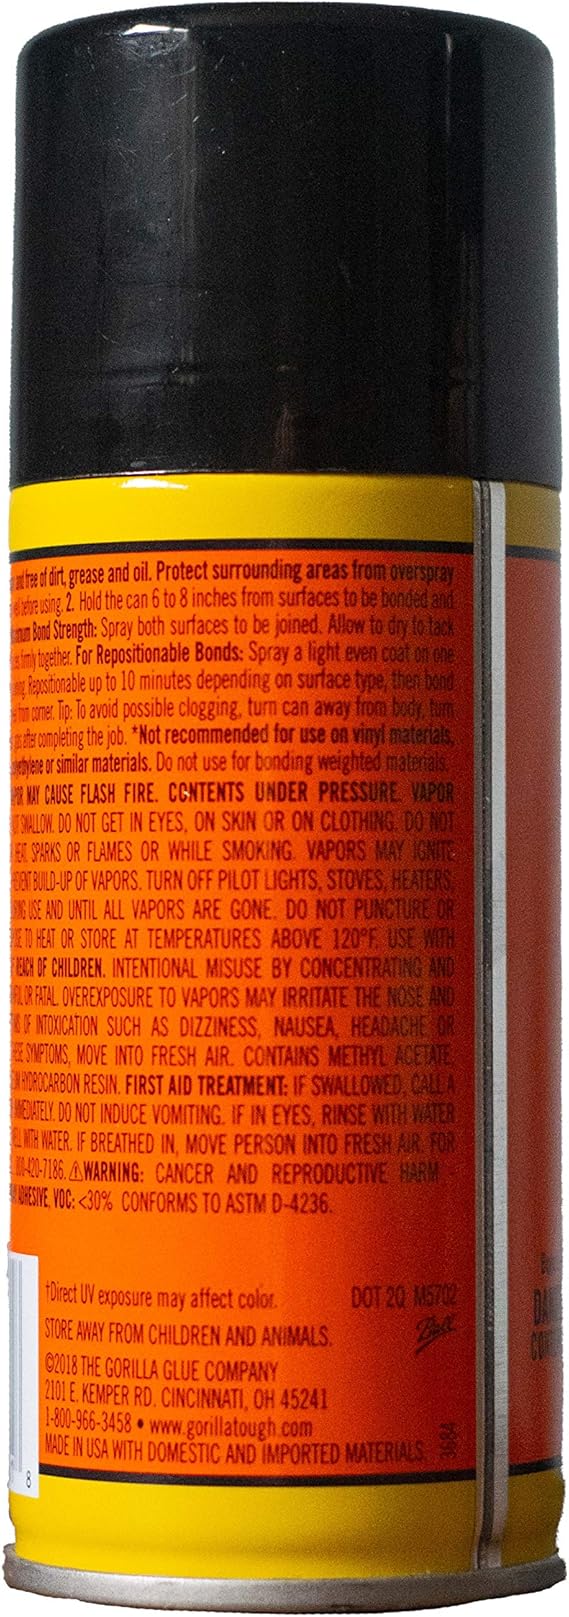 and free of dirt, grease and oil. Protect surrounding areas from overspray
before using. 2. Hold the can 6 to 8 inches from surfaces to be bonded and
Bond Strength: Spray both surfaces to be joined. Allow to dry to tack
firmly together. For Repositionable Bonds: Spray a light even coat on one
Repositionable up to 10 minutes depending on surface type, then bond
from corner. Tip: To avoid possible clogging, turn can away from body, turn
after completing the job. *Not recommended for use on vinyl materials,
or similar materials. Do not use for bonding weighted materials.
MAY CAUSE FLASH FIRE. CONTENTS UNDER PRESSURE. VAPOR
SWALLOW. DO NOT GET IN EYES, ON SKIN OR ON CLOTHING. DO NOT
HEAT, SPARKS OR FLAMES OR WHILE SMOKING. VAPORS MAY IGNITE
BUILD-UP OF VAPORS. TURN OFF PILOT LIGHTS, STOVES, HEATERS,
USE AND UNTIL ALL VAPORS ARE GONE. DO NOT PUNCTURE OR
TO HEAT OR STORE AT TEMPERATURES ABOVE 120°F. USE WITH
REACH OF CHILDREN. INTENTIONAL MISUSE BY CONCENTRATING AND
OR FATAL. OVEREXPOSURE TO VAPORS MAY IRRITATE THE NOSE AND
OF INTOXICATION SUCH AS DIZZINESS, NAUSEA, HEADACHE OR
SYMPTOMS, MOVE INTO FRESH AIR. CONTAINS METHYL ACETATE,
HYDROCARBON RESIN. FIRST AID TREATMENT: IF SWALLOWED, CALL A
IMMEDIATELY. DO NOT INDUCE VOMITING. IF IN EYES, RINSE WITH WATER
WITH WATER. IF BREATHED IN, MOVE PERSON INTO FRESH AIR. FOR
800-420-7186. ⚠WARNING: CANCER AND REPRODUCTIVE HARM
ADHESIVE, VOC: <30% CONFORMS TO ASTM D-4236.
†Direct UV exposure may affect color. DOT 2Q M5702
Ball
STORE AWAY FROM CHILDREN AND ANIMALS.
©2018 THE GORILLA GLUE COMPANY
2101 E. KEMPER RD. CINCINNATI, OH 45241
1-800-966-3458 • www.gorillatough.com
MADE IN USA WITH DOMESTIC AND IMPORTED MATERIALS.
3684
8